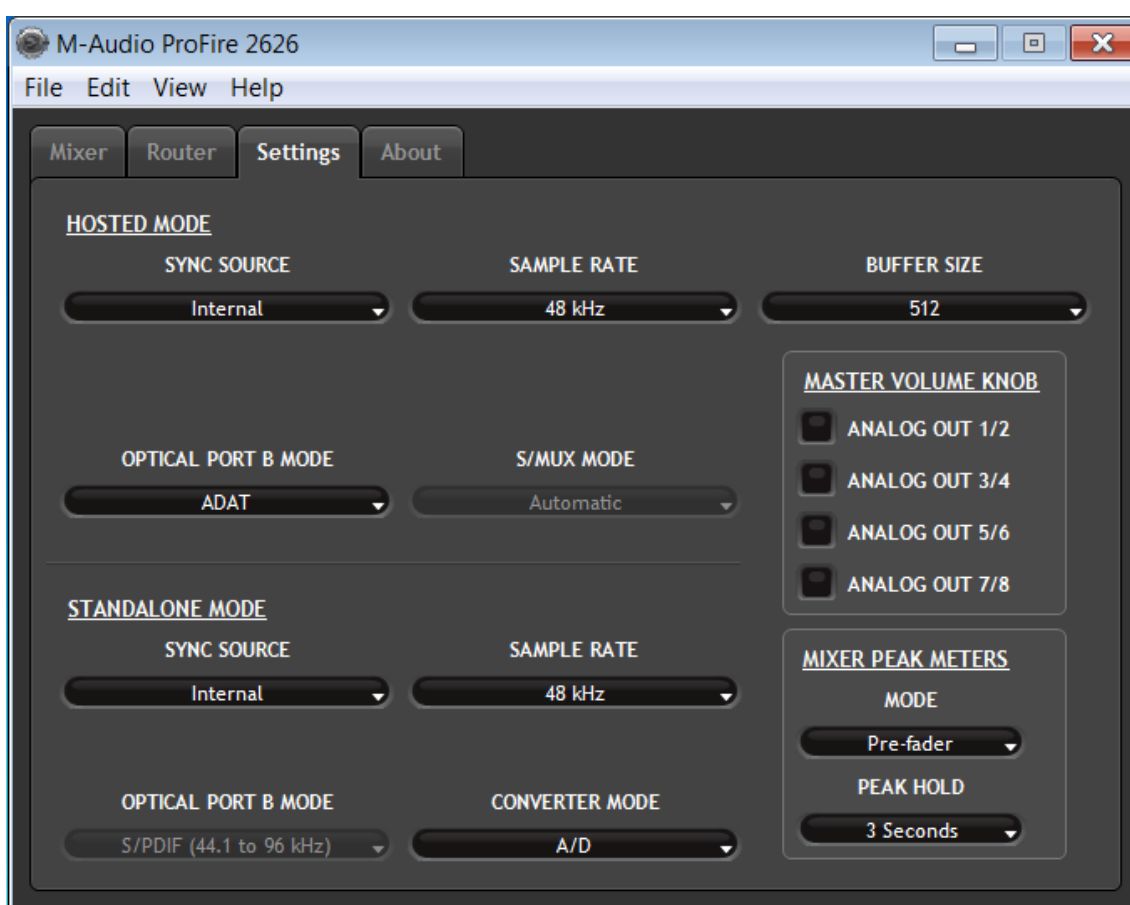 M-Audio ProFire 2626
File Edit View Help
Mixer Router Settings About
HOSTED MODE
SYNC SOURCE SAMPLE RATE BUFFER SIZE
Internal 48 kHz 512
MASTER VOLUME KNOB
ANALOG OUT 1/2
OPTICAL PORT B MODE S/MUX MODE
ANALOG OUT 3/4
ADAT Automatic
ANALOG OUT 5/6
ANALOG OUT 7/8
STANDALONE MODE
SYNC SOURCE SAMPLE RATE
MIXER PEAK METERS
Internal 48 kHz
MODE
Pre-fader
PEAK HOLD
OPTICAL PORT B MODE CONVERTER MODE
3 Seconds
S/PDIF (44.1 to 96 kHz) A/D